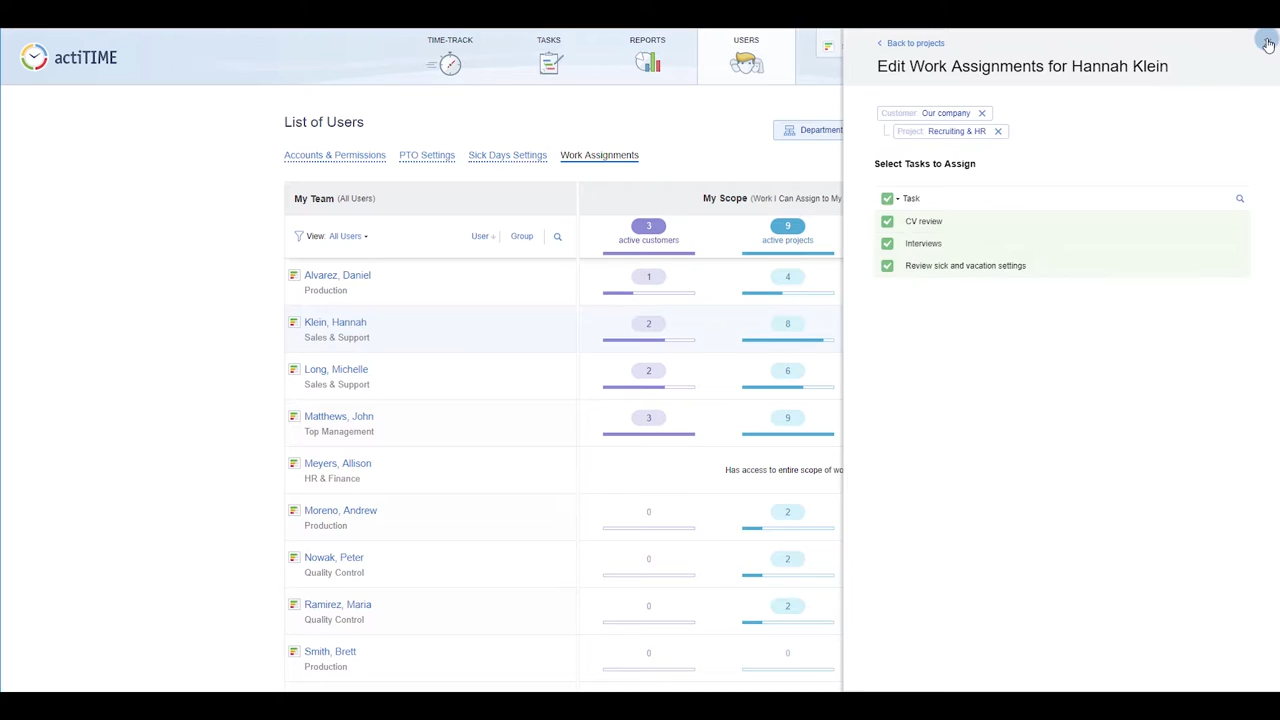 actiTIME
TIME-TRACK
TASKS
REPORTS
USERS
List of Users
Department
Accounts & Permissions
PTO Settings
Sick Days Settings
Work Assignments
My Team (All Users)
My Scope (Work I Can Assign to My
View: All Users
User
Group
3
active customers
9
active projects
Alvarez, Daniel
Production
1
4
Klein, Hannah
Sales & Support
2
8
Long, Michelle
Sales & Support
2
6
Matthews, John
Top Management
3
9
Meyers, Allison
HR & Finance
Has access to entire scope of wo
Moreno, Andrew
Production
0
2
Nowak, Peter
Quality Control
0
2
Ramirez, Maria
Quality Control
0
2
Smith, Brett
Production
0
0
Back to projects
Edit Work Assignments for Hannah Klein
Customer: Our company
Project: Recruiting & HR
Select Tasks to Assign
Task
CV review
Interviews
Review sick and vacation settings